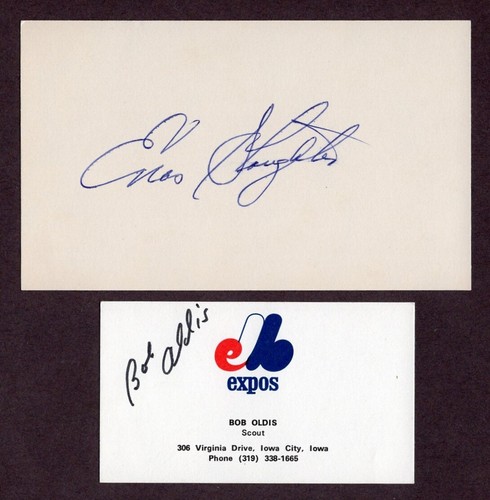 Enos Slaughter
Bob Oldis
expos
BOB OLDIS
Scout
306 Virginia Drive, Iowa City, Iowa
Phone (319) 338-1665